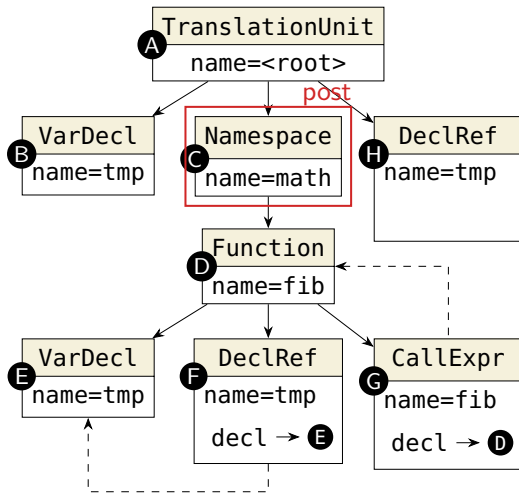 TranslationUnit
A
name=<root>
post
VarDecl
B
name=tmp
Namespace
C
name=math
DeclRef
H
name=tmp
Function
D
name=fib
VarDecl
E
name=tmp
DeclRef
F
name=tmp
decl → E
CallExpr
G
name=fib
decl → D